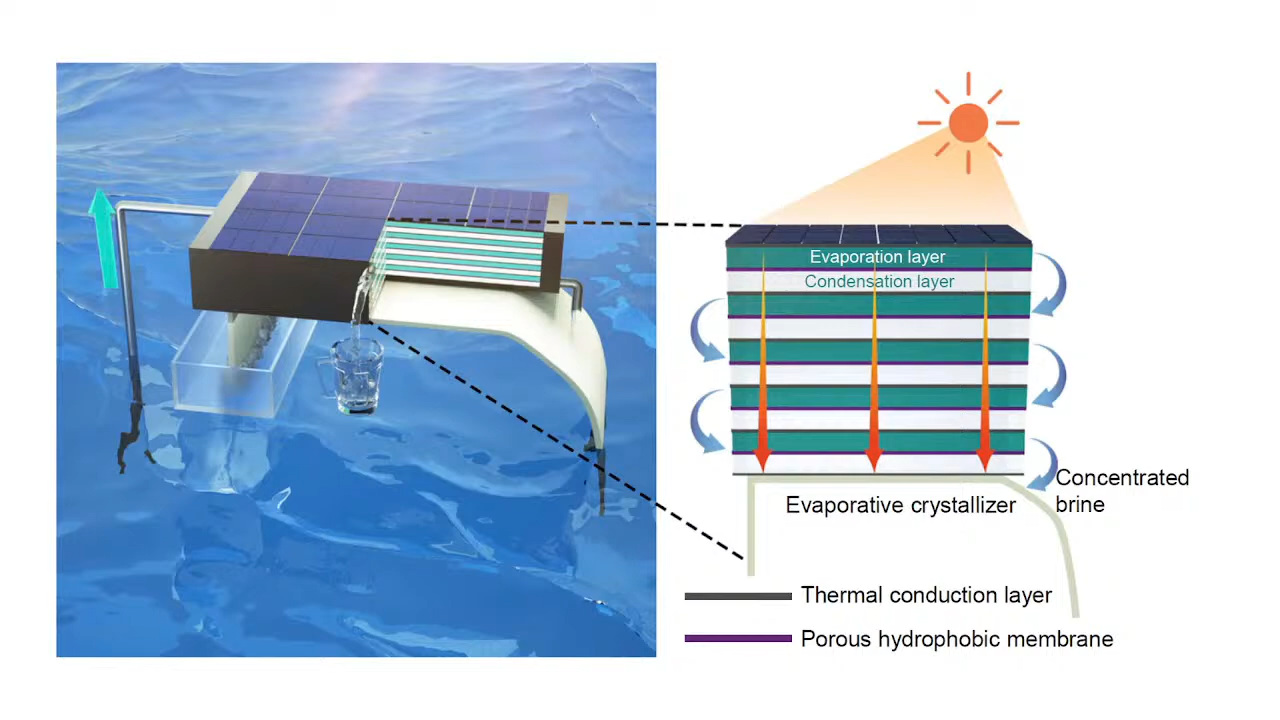 Evaporation layer
Condensation layer
Concentrated
brine
Evaporative crystallizer
Thermal conduction layer
Porous hydrophobic membrane